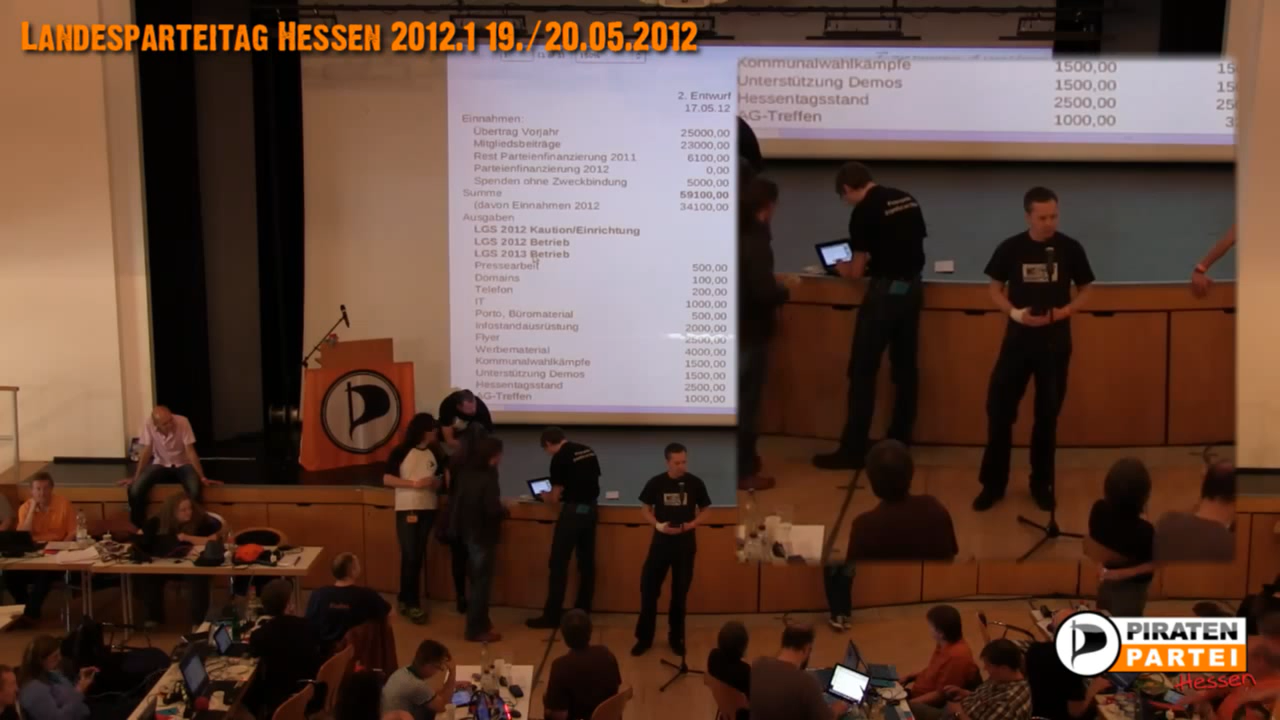 Landesparteitag Hessen 2012.1 19./20.05.2012
2. Entwurf
17.05.12
Einnahmen:
Übertrag Vorjahr 25000,00
Mitgliedsbeiträge 23000,00
Rest Parteienfinanzierung 2011 6100,00
Parteienfinanzierung 2012 0,00
Spenden ohne Zweckbindung 5000,00
Summe 59100,00
(davon Einnahmen 2012 34100,00
Ausgaben
LGS 2012 Kaution/Einrichtung
LGS 2012 Betrieb
LGS 2013 Betrieb
Pressearbeit 500,00
Domains 100,00
Telefon 200,00
IT 1000,00
Porto, Büromaterial 500,00
Infostandausrüstung 2000,00
Flyer 2500,00
Werbematerial 4000,00
Kommunalwahlkämpfe 1500,00
Unterstützung Demos 1500,00
Hessentagsstand 2500,00
AG-Treffen 1000,00
Kommunalwahlkämpfe 1500,00 15
Unterstützung Demos 1500,00 15
Hessentagsstand 2500,00 25
AG-Treffen 1000,00 3
PIRATEN
PARTEI
Hessen